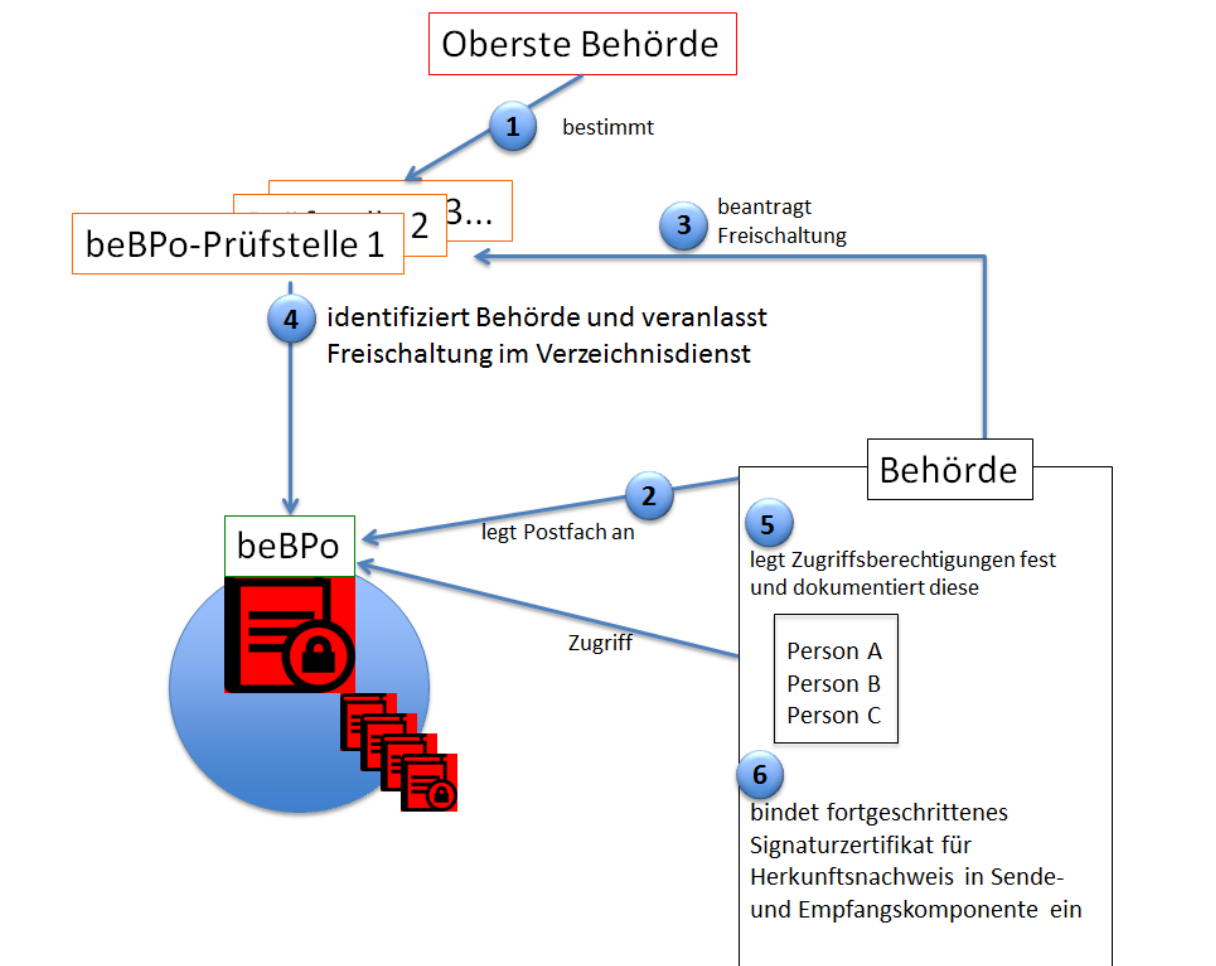 Oberste Behörde
1
bestimmt
3...
2
beBPo-Prüfstelle 1
3
beantragt
Freischaltung
4
identifiziert Behörde und veranlasst
Freischaltung im Verzeichnisdienst
Behörde
2
legt Postfach an
5
beBPo
legt Zugriffsberechtigungen fest
und dokumentiert diese
Zugriff
Person A
Person B
Person C
6
bindet fortgeschrittenes
Signaturzertifikat für
Herkunftsnachweis in Sende-
und Empfangskomponente ein